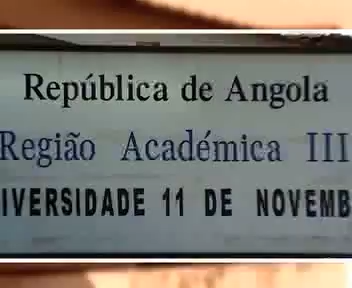 República de Angola
Região Académica III
IVERSIDADE 11 DE NOVEMB